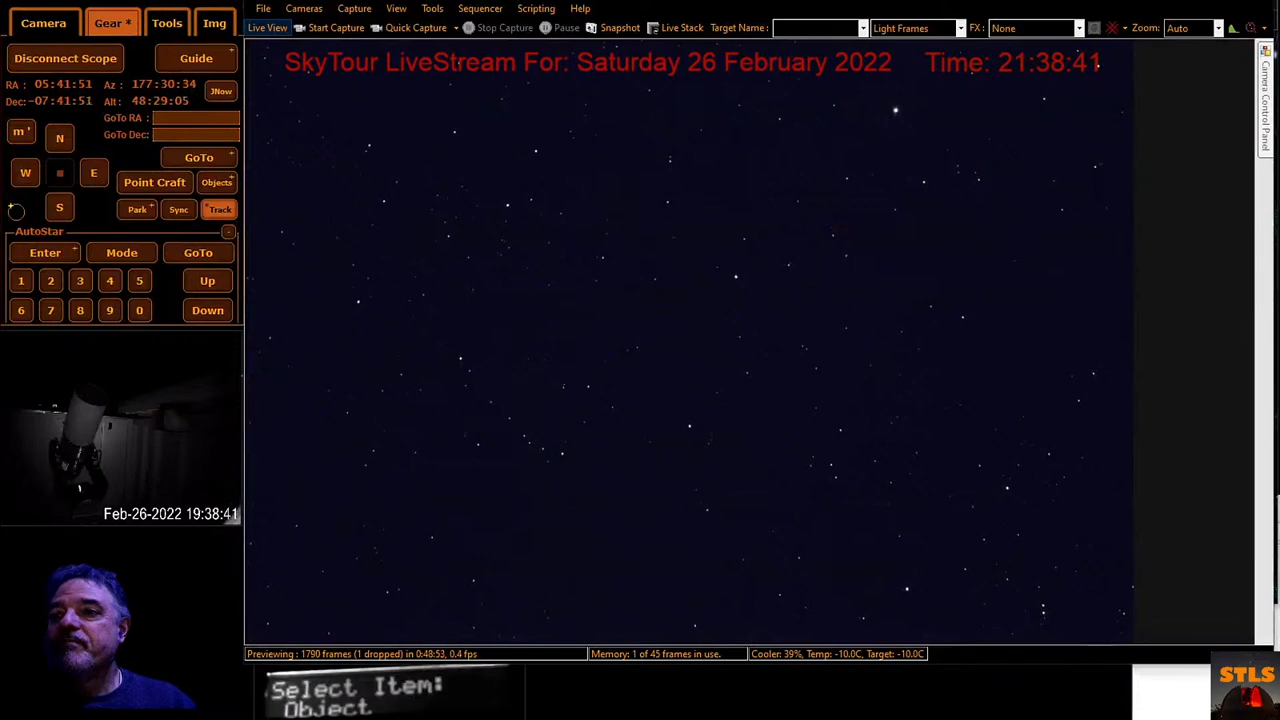 Camera Gear * Tools Img
File Cameras Capture View Tools Sequencer Scripting Help
Live View Start Capture Quick Capture Stop Capture Pause Snapshot Live Stack Target Name: Light Frames FX: None Zoom: Auto
SkyTour LiveStream For: Saturday 26 February 2022 Time: 21:38:41
Disconnect Scope Guide
RA : 05:41:51 Az : 177:30:34
Dec: -07:41:51 Alt: 48:29:05
JNow
GoTo RA :
GoTo Dec:
m '
N
GoTo
W E
Point Craft Objects
S
Park Sync Track
AutoStar
-
Enter Mode GoTo
1 2 3 4 5 Up
6 7 8 9 0 Down
Camera Control Panel
Feb-26-2022 19:38:41
Previewing : 1790 frames (1 dropped) in 0:48:53, 0.4 fps
Memory: 1 of 45 frames in use.
Cooler: 39%, Temp: -10.0C, Target: -10.0C
Select Item:
Object
STLS